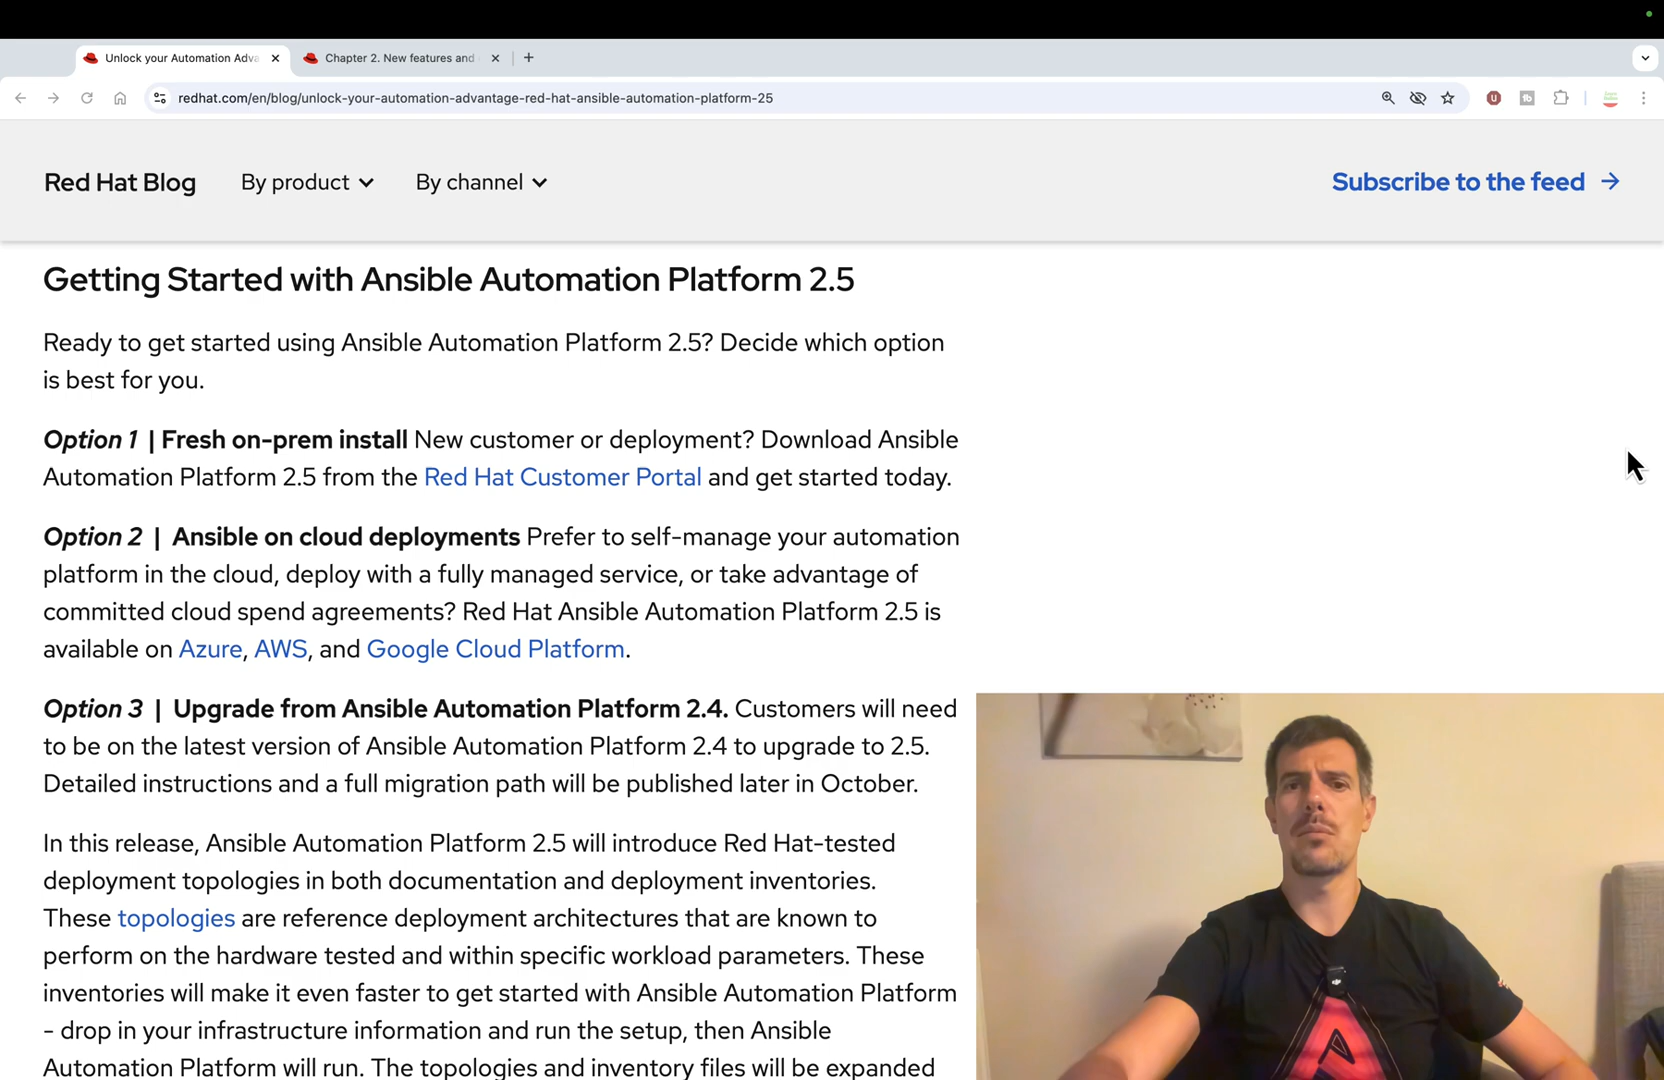 Unlock your Automation Adva
Chapter 2. New features and
redhat.com/en/blog/unlock-your-automation-advantage-red-hat-ansible-automation-platform-25
Red Hat Blog
By product
By channel
Subscribe to the feed →
Getting Started with Ansible Automation Platform 2.5
Ready to get started using Ansible Automation Platform 2.5? Decide which option
is best for you.
Option 1 | Fresh on-prem install New customer or deployment? Download Ansible
Automation Platform 2.5 from the Red Hat Customer Portal and get started today.
Option 2 | Ansible on cloud deployments Prefer to self-manage your automation
platform in the cloud, deploy with a fully managed service, or take advantage of
committed cloud spend agreements? Red Hat Ansible Automation Platform 2.5 is
available on Azure, AWS, and Google Cloud Platform.
Option 3 | Upgrade from Ansible Automation Platform 2.4. Customers will need
to be on the latest version of Ansible Automation Platform 2.4 to upgrade to 2.5.
Detailed instructions and a full migration path will be published later in October.
In this release, Ansible Automation Platform 2.5 will introduce Red Hat-tested
deployment topologies in both documentation and deployment inventories.
These topologies are reference deployment architectures that are known to
perform on the hardware tested and within specific workload parameters. These
inventories will make it even faster to get started with Ansible Automation Platform
- drop in your infrastructure information and run the setup, then Ansible
Automation Platform will run. The topologies and inventory files will be expanded